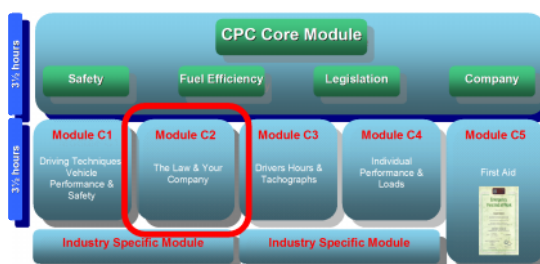 3½ hours
CPC Core Module
Safety
Fuel Efficiency
Legislation
Company
3½ hours
Module C1
Driving Techniques
Vehicle
Performance &
Safety
Module C2
The Law & Your
Company
Module C3
Drivers Hours &
Tachographs
Module C4
Individual
Performance &
Loads
Module C5
First Aid
Industry Specific Module
Industry Specific Module